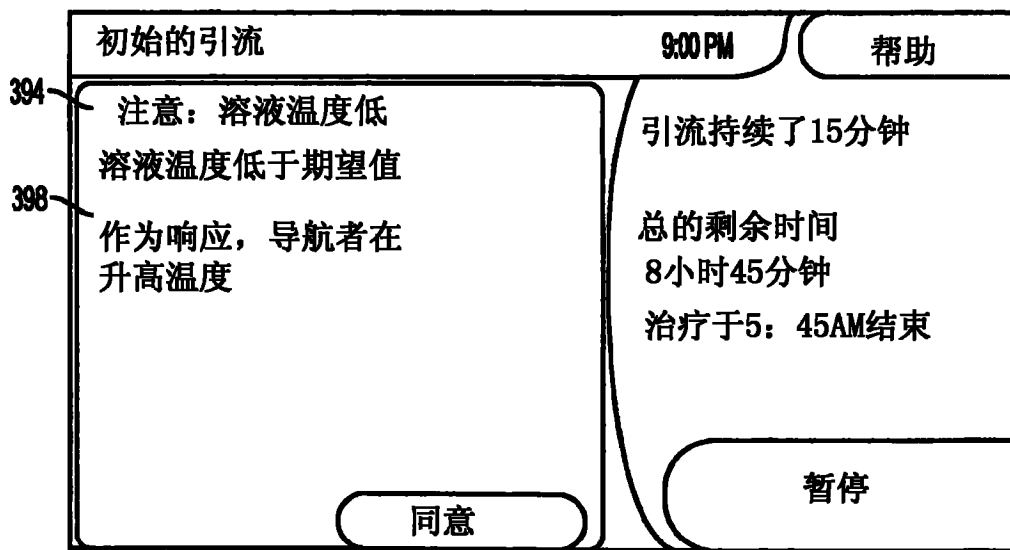 初始的引流
9:00 PM
帮助
394
注意：溶液温度低
溶液温度低于期望值
398
作为响应，导航者在
升高温度
同意
引流持续了15分钟
总的剩余时间
8小时45分钟
治疗于5：45AM结束
暂停